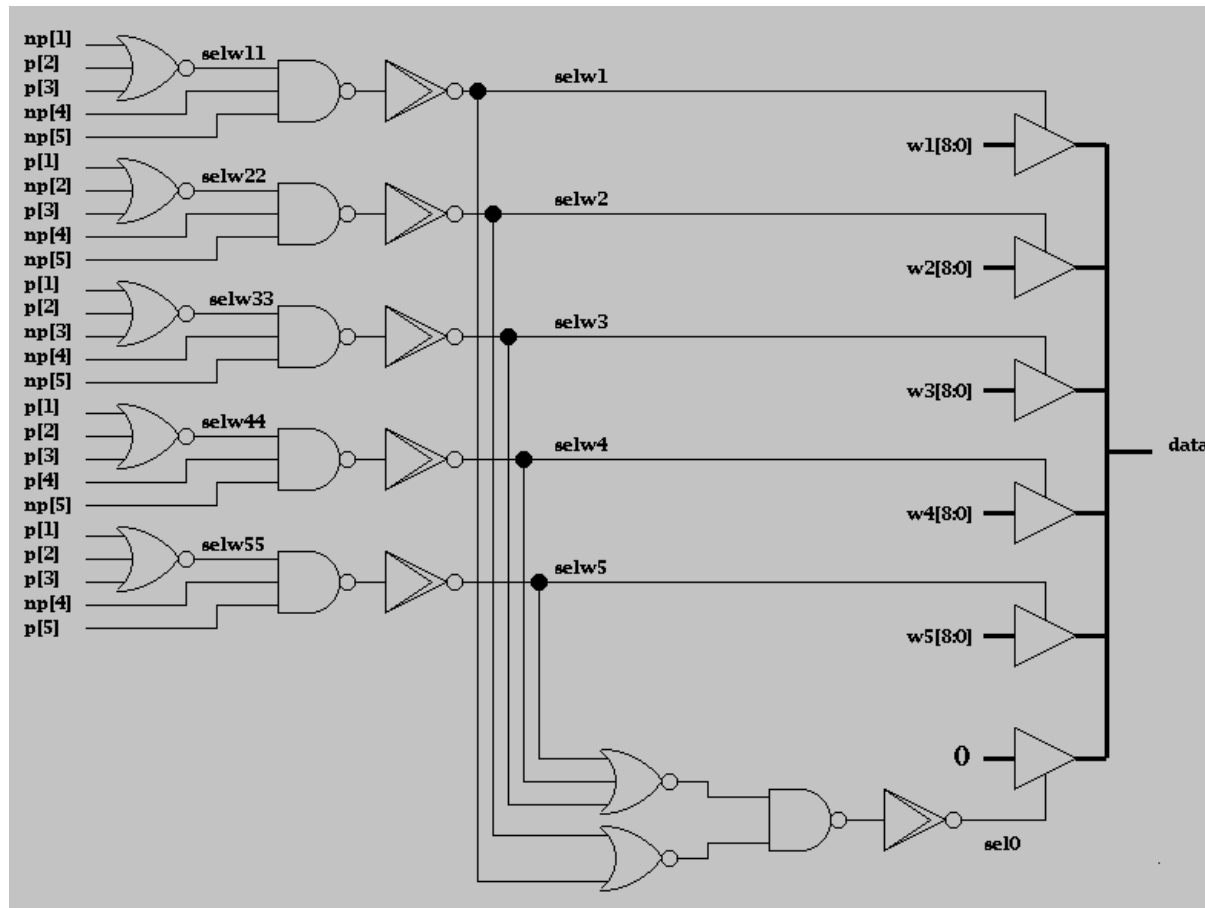 np[1]
p[2]
p[3]
np[4]
np[5]
selw11
selw1
w1[8:0]
p[1]
np[2]
p[3]
np[4]
np[5]
selw22
selw2
w2[8:0]
p[1]
p[2]
np[3]
np[4]
np[5]
selw33
selw3
w3[8:0]
p[1]
p[2]
p[3]
p[4]
np[5]
selw44
selw4
w4[8:0]
data
p[1]
p[2]
p[3]
np[4]
p[5]
selw55
selw5
w5[8:0]
0
sel0